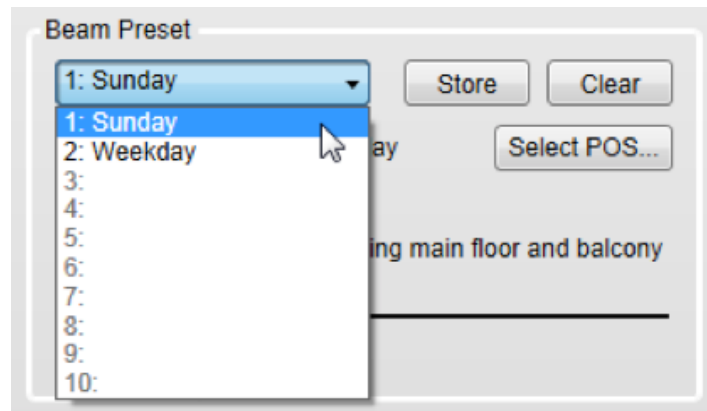 Beam Preset
1: Sunday Store Clear
1: Sunday
2: Weekday ay Select POS...
3:
4:
5: ing main floor and balcony
6:
7:
8:
9:
10: